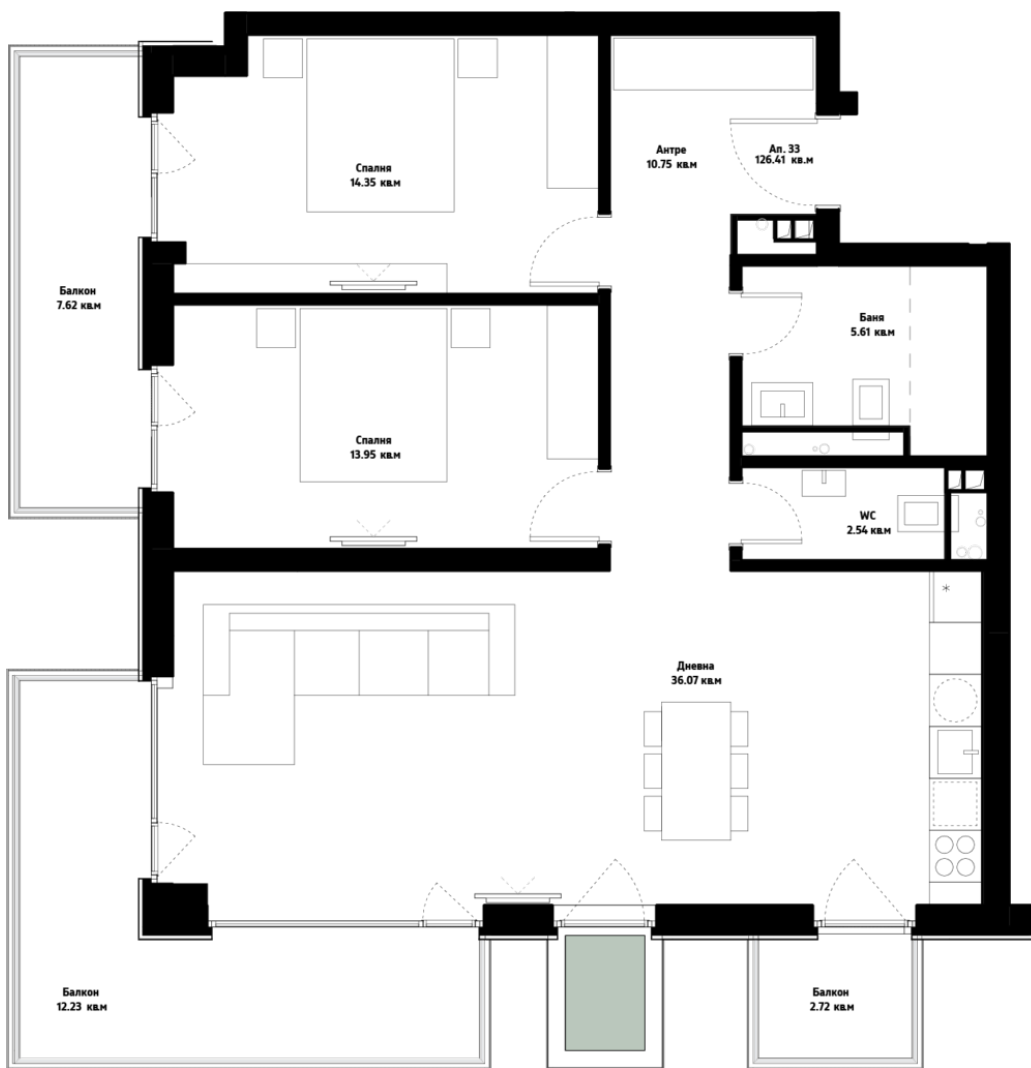 Спалня
14.35 кв.м
Антре
10.75 кв.м
Ап. 33
126.41 кв.м
Балкон
7.62 кв.м
Баня
5.61 кв.м
Спалня
13.95 кв.м
WC
2.54 кв.м
*
Дневна
36.07 кв.м
Балкон
12.23 кв.м
Балкон
2.72 кв.м